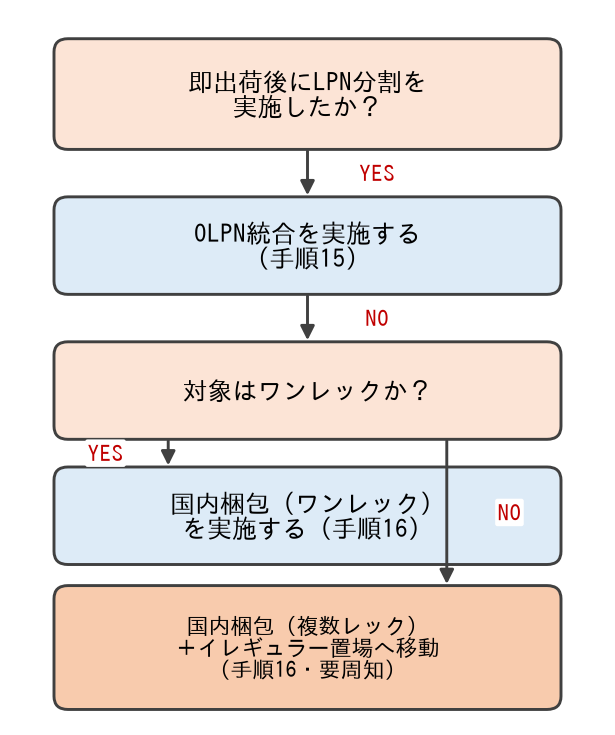 即出荷後にLPN分割を
実施したか？
YES
OLPN統合を実施する
（手順15）
NO
対象はワンレックか？
YES
国内梱包（ワンレック）
を実施する（手順16）
NO
国内梱包（複数レック）
＋イレギュラー置場へ移動
（手順16・要周知）